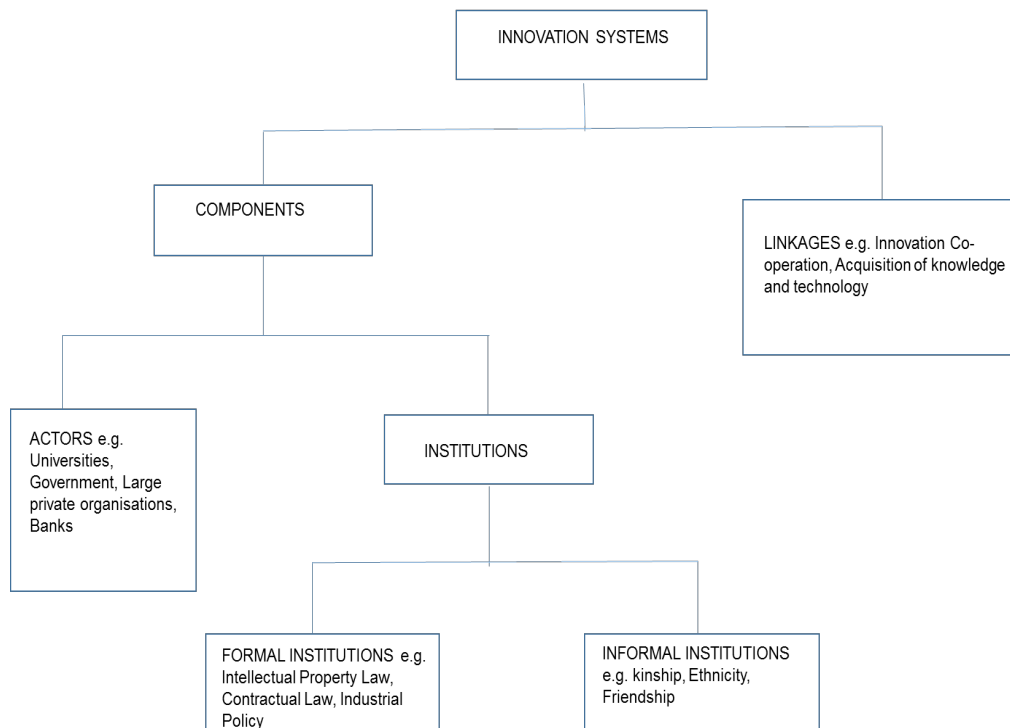 INNOVATION SYSTEMS
COMPONENTS
LINKAGES e.g. Innovation Co-
operation, Acquisition of knowledge
and technology
ACTORS e.g.
Universities,
Government, Large
private organisations,
Banks
INSTITUTIONS
FORMAL INSTITUTIONS e.g.
Intellectual Property Law,
Contractual Law, Industrial
Policy
INFORMAL INSTITUTIONS
e.g. kinship, Ethnicity,
Friendship